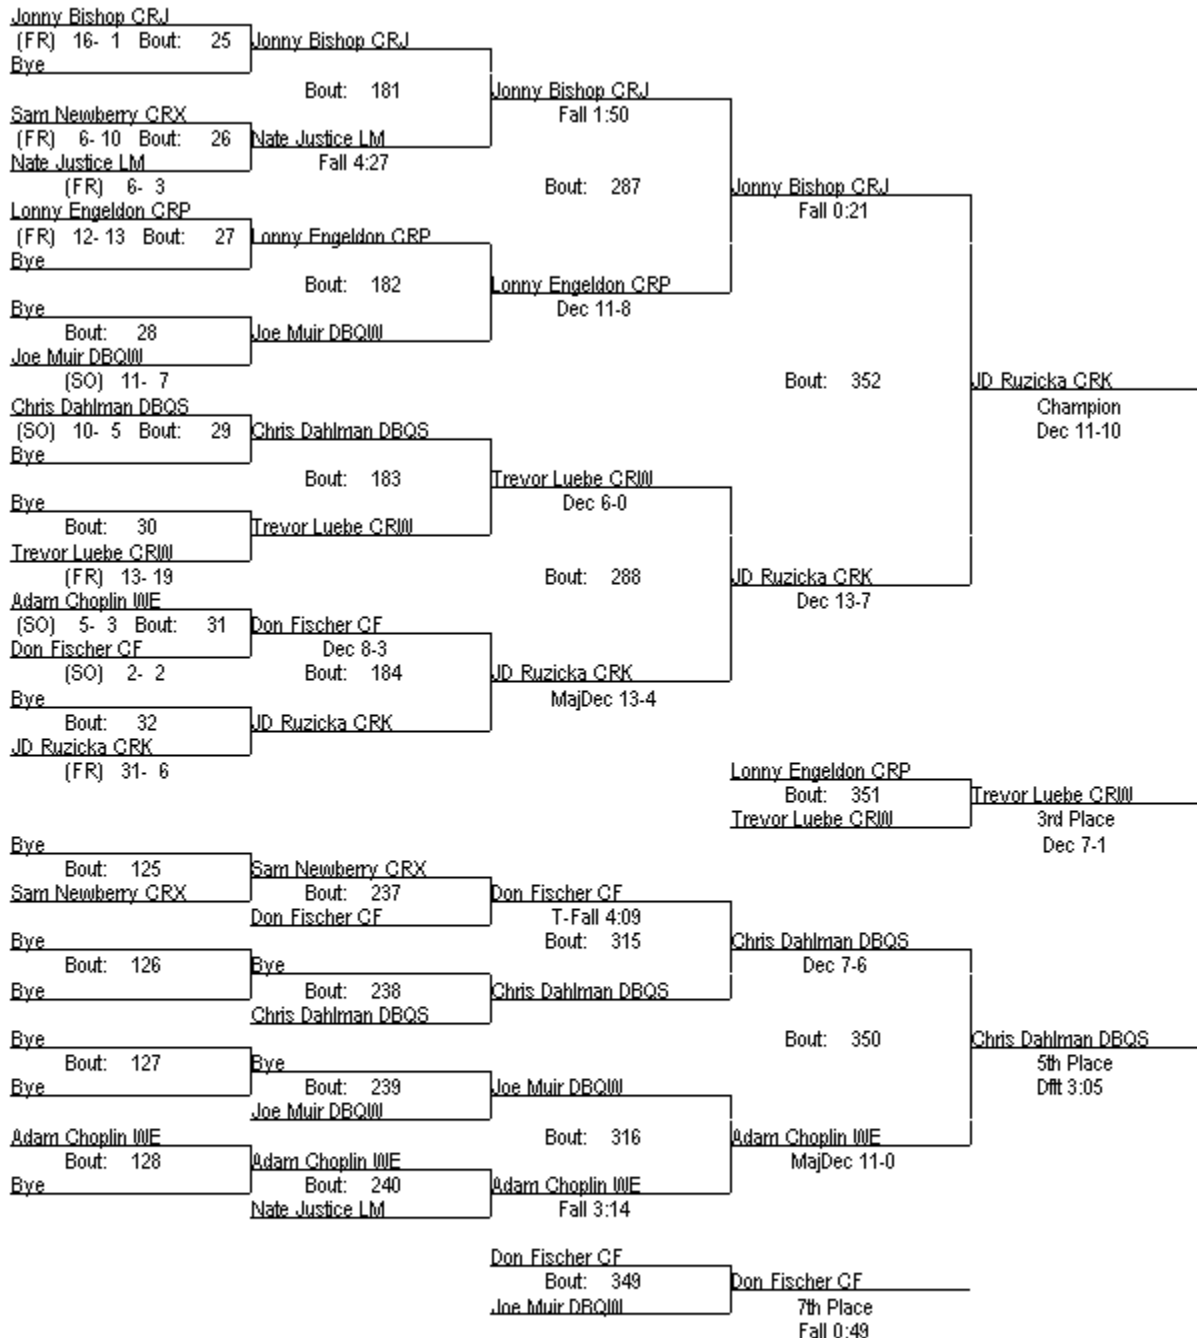 Jonny Bishop CRJ
(FR) 16- 1 Bout: 25 Jonny Bishop CRJ
Bye
Bout: 181 Jonny Bishop CRJ
Sam Newberry CRX Fall 1:50
(FR) 6- 10 Bout: 26 Nate Justice LM
Nate Justice LM Fall 4:27
(FR) 6- 3 Bout: 287 Jonny Bishop CRJ
Lonny Engeldon CRP Fall 0:21
(FR) 12- 13 Bout: 27 Lonny Engeldon CRP
Bye
Bout: 182 Lonny Engeldon CRP
Bye Dec 11-8
Bout: 28 Joe Muir DBQW
Joe Muir DBQW
(SO) 11- 7 Bout: 352 JD Ruzicka CRK
Chris Dahlman DBQS Champion
(SO) 10- 5 Bout: 29 Chris Dahlman DBQS Dec 11-10
Bye
Bout: 183 Trevor Luebe CRW
Bye Dec 6-0
Bout: 30 Trevor Luebe CRW
Trevor Luebe CRW
(FR) 13- 19 Bout: 288 JD Ruzicka CRK
Adam Choplin WE Dec 13-7
(SO) 5- 3 Bout: 31 Don Fischer CF
Don Fischer CF Dec 8-3
(SO) 2- 2 Bout: 184 JD Ruzicka CRK
Bye MajDec 13-4
Bout: 32 JD Ruzicka CRK
JD Ruzicka CRK
(FR) 31- 6 Lonny Engeldon CRP
Bout: 351 Trevor Luebe CRW
Trevor Luebe CRW 3rd Place
Bye Dec 7-1
Bout: 125 Sam Newberry CRX
Sam Newberry CRX Bout: 237 Don Fischer CF
Don Fischer CF T-Fall 4:09
Bye Bout: 315 Chris Dahlman DBQS
Bout: 126 Bye Dec 7-6
Bye Bout: 238 Chris Dahlman DBQS
Chris Dahlman DBQS
Bye Bout: 350 Chris Dahlman DBQS
Bout: 127 Bye 5th Place
Bye Bout: 239 Joe Muir DBQW Dfft 3:05
Joe Muir DBQW
Adam Choplin WE Bout: 316 Adam Choplin WE
Bout: 128 Adam Choplin WE MajDec 11-0
Bye Bout: 240 Adam Choplin WE
Nate Justice LM Fall 3:14
Don Fischer CF
Bout: 349 Don Fischer CF
Joe Muir DBQW 7th Place
Fall 0:49